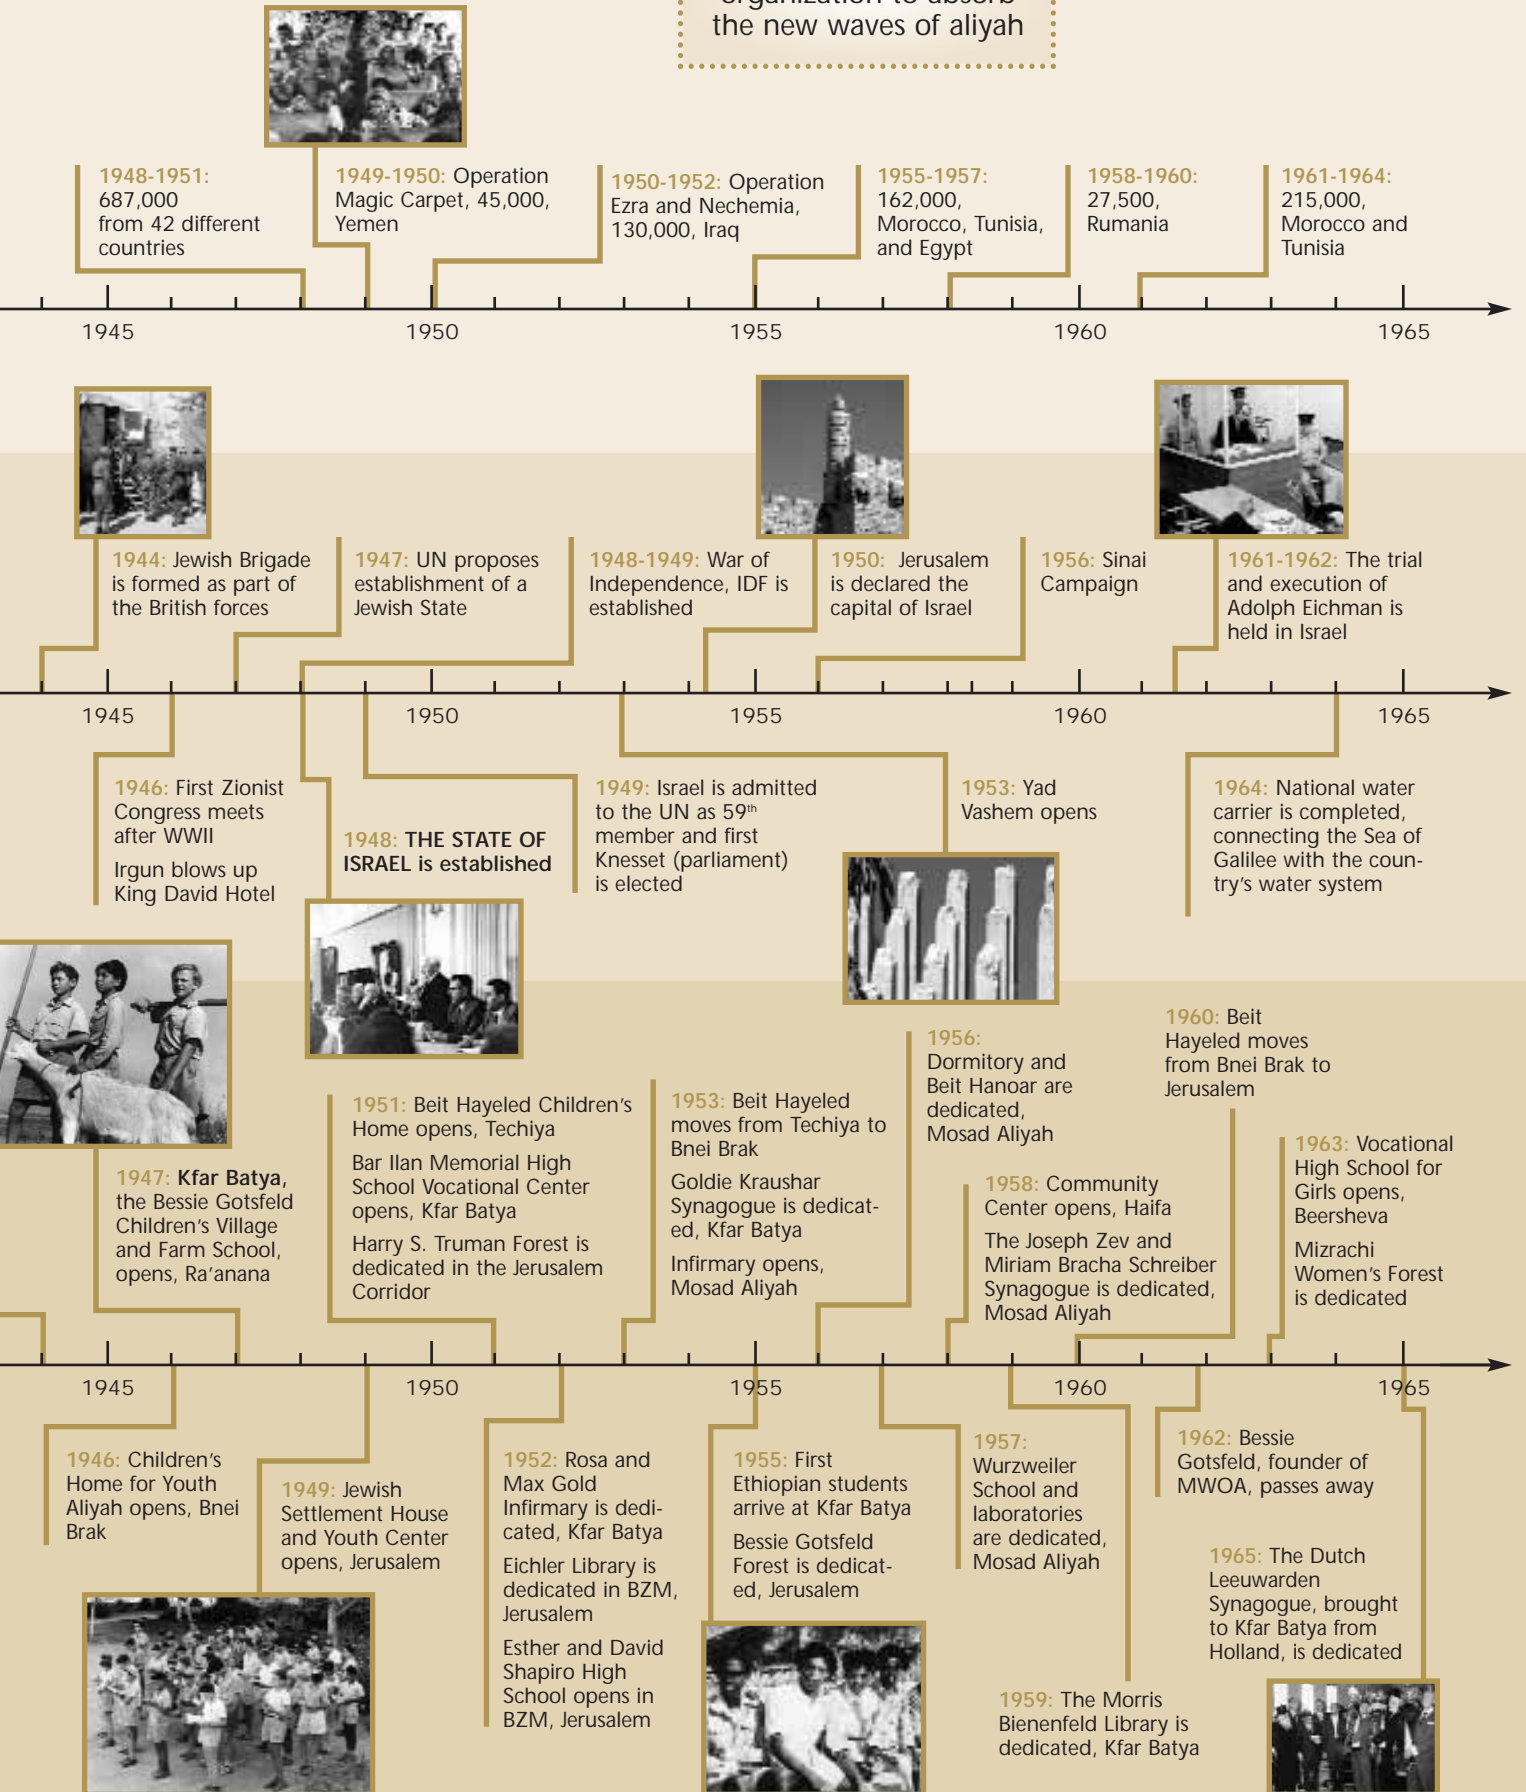 organization to absorb
the new waves of aliyah
1948-1951:
687,000
from 42 different
countries
1949-1950: Operation
Magic Carpet, 45,000,
Yemen
1950-1952: Operation
Ezra and Nechemia,
130,000, Iraq
1955-1957:
162,000,
Morocco, Tunisia,
and Egypt
1958-1960:
27,500,
Rumania
1961-1964:
215,000,
Morocco and
Tunisia
1945
1950
1955
1960
1965
1944: Jewish Brigade
is formed as part of
the British forces
1947: UN proposes
establishment of a
Jewish State
1948-1949: War of
Independence, IDF is
established
1950: Jerusalem
is declared the
capital of Israel
1956: Sinai
Campaign
1961-1962: The trial
and execution of
Adolph Eichman is
held in Israel
1945
1950
1955
1960
1965
1946: First Zionist
Congress meets
after WWII
Irgun blows up
King David Hotel
1948: THE STATE OF
ISRAEL is established
1949: Israel is admitted
to the UN as 59th
member and first
Knesset (parliament)
is elected
1953: Yad
Vashem opens
1964: National water
carrier is completed,
connecting the Sea of
Galilee with the coun-
try's water system
1947: Kfar Batya,
the Bessie Gotsfeld
Children's Village
and Farm School,
opens, Ra'anana
1951: Beit Hayeled Children's
Home opens, Techiya
Bar Ilan Memorial High
School Vocational Center
opens, Kfar Batya
Harry S. Truman Forest is
dedicated in the Jerusalem
Corridor
1953: Beit Hayeled
moves from Techiya to
Bnei Brak
Goldie Kraushar
Synagogue is dedicat-
ed, Kfar Batya
Infirmary opens,
Mosad Aliyah
1956:
Dormitory and
Beit Hanoar are
dedicated,
Mosad Aliyah
1958: Community
Center opens, Haifa
The Joseph Zev and
Miriam Bracha Schreiber
Synagogue is dedicated,
Mosad Aliyah
1960: Beit
Hayeled moves
from Bnei Brak to
Jerusalem
1963: Vocational
High School for
Girls opens,
Beersheva
Mizrachi
Women's Forest
is dedicated
1945
1950
1955
1960
1965
1946: Children's
Home for Youth
Aliyah opens, Bnei
Brak
1949: Jewish
Settlement House
and Youth Center
opens, Jerusalem
1952: Rosa and
Max Gold
Infirmary is dedi-
cated, Kfar Batya
Eichler Library is
dedicated in BZM,
Jerusalem
Esther and David
Shapiro High
School opens in
BZM, Jerusalem
1955: First
Ethiopian students
arrive at Kfar Batya
Bessie Gotsfeld
Forest is dedicat-
ed, Jerusalem
1957:
Wurzweiler
School and
laboratories
are dedicated,
Mosad Aliyah
1959: The Morris
Bienenfeld Library is
dedicated, Kfar Batya
1962: Bessie
Gotsfeld, founder of
MWOA, passes away
1965: The Dutch
Leeuwarden
Synagogue, brought
to Kfar Batya from
Holland, is dedicated